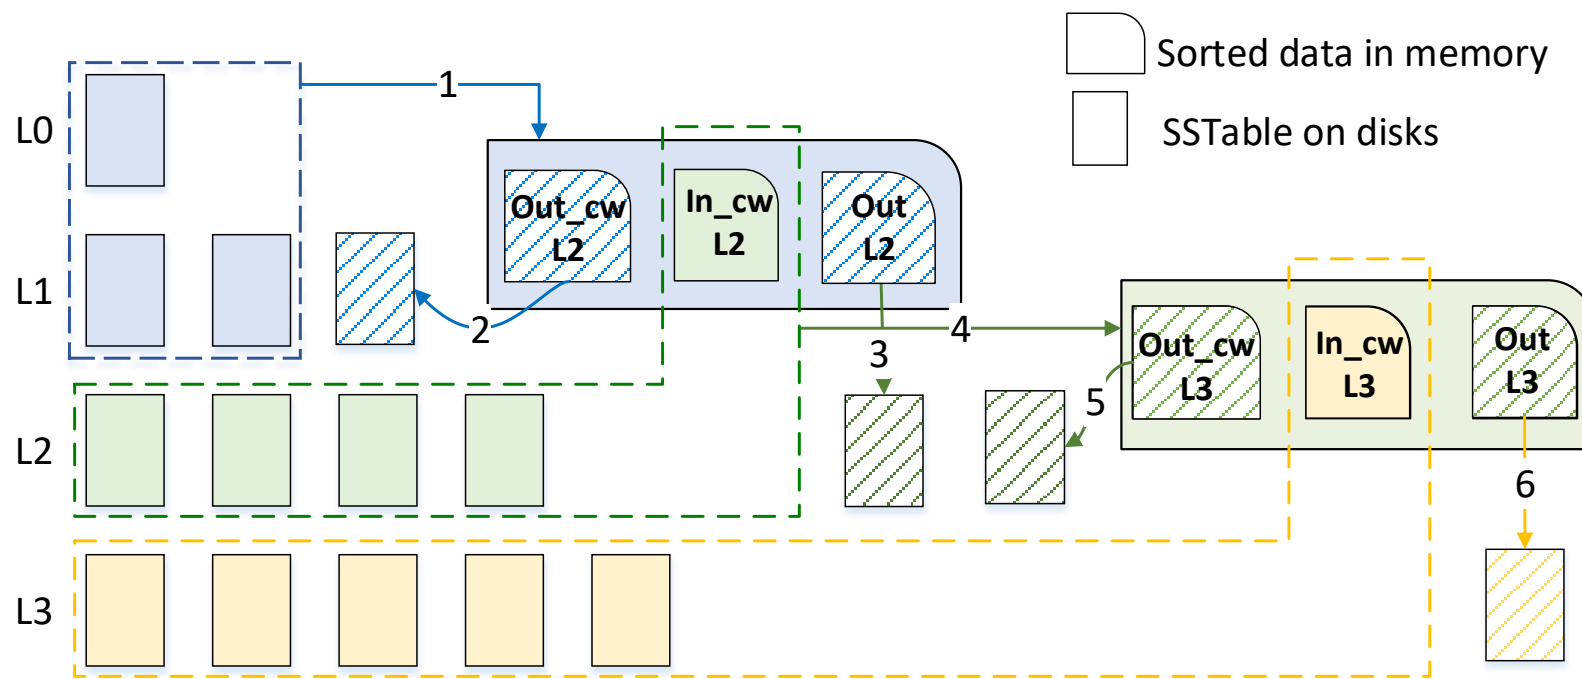 Sorted data in memory
SSTable on disks
L0
1
Out_cw
L2
In_cw
L2
Out
L2
L1
2
3
4
Out_cw
L3
In_cw
L3
Out
L3
5
L2
6
L3